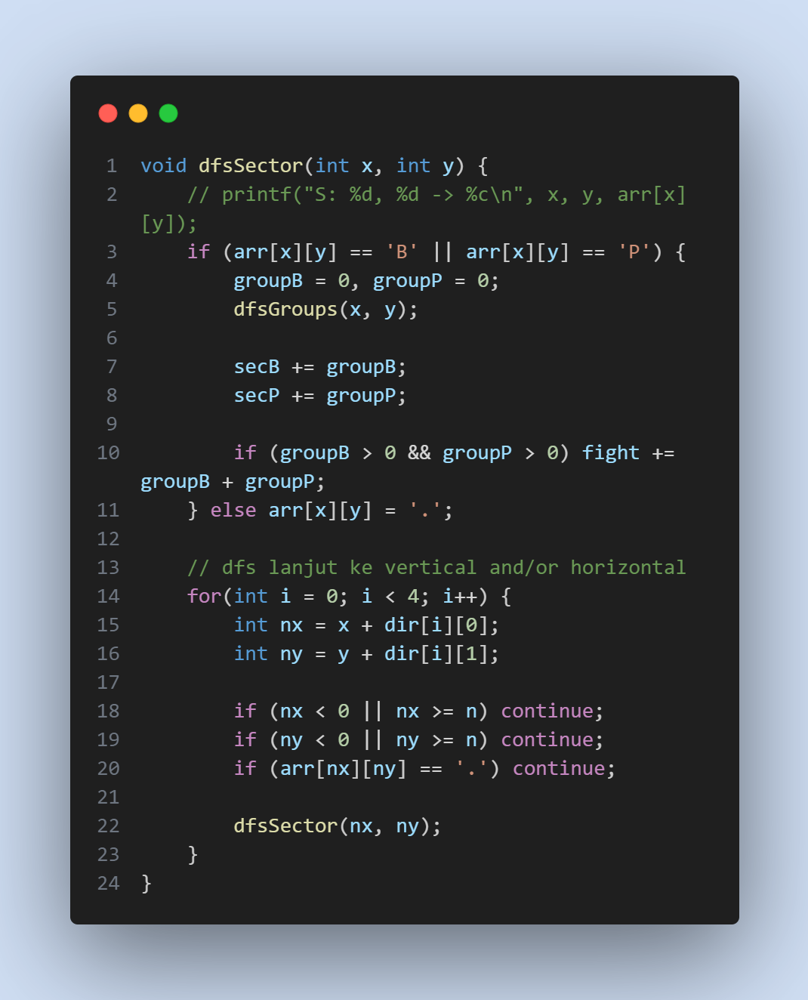 1 void dfsSector(int x, int y) {
2     // printf("S: %d, %d -> %c\n", x, y, arr[x]
[y]);
3     if (arr[x][y] == 'B' || arr[x][y] == 'P') {
4         groupB = 0, groupP = 0;
5         dfsGroups(x, y);
6
7         secB += groupB;
8         secP += groupP;
9
10         if (groupB > 0 && groupP > 0) fight +=
groupB + groupP;
11     } else arr[x][y] = '.';
12
13     // dfs lanjut ke vertical and/or horizontal
14     for(int i = 0; i < 4; i++) {
15         int nx = x + dir[i][0];
16         int ny = y + dir[i][1];
17
18         if (nx < 0 || nx >= n) continue;
19         if (ny < 0 || ny >= n) continue;
20         if (arr[nx][ny] == '.') continue;
21
22         dfsSector(nx, ny);
23     }
24 }